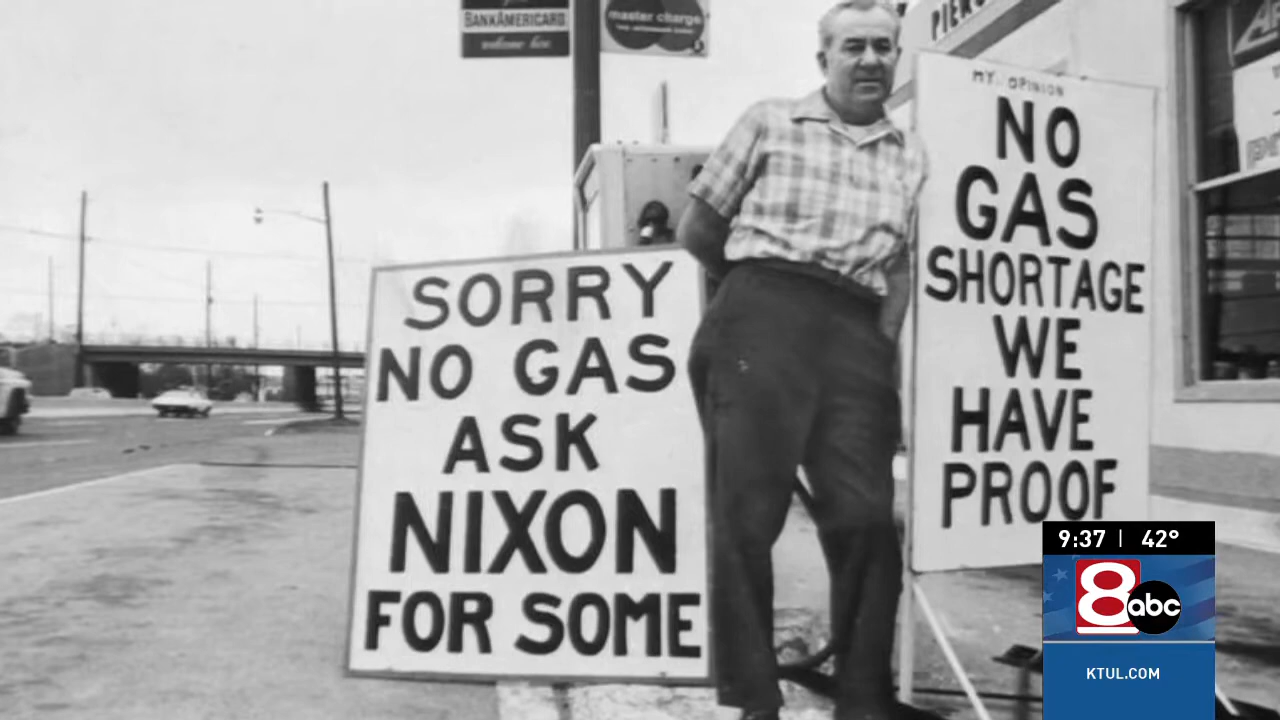 BANKAMERICARD
welcome here
master charge
PIERC
MY OPINION
NO
GAS
SHORTAGE
WE
HAVE
PROOF
SORRY
NO GAS
ASK
NIXON
FOR SOME
9:37 | 42°
8 abc
KTUL.COM